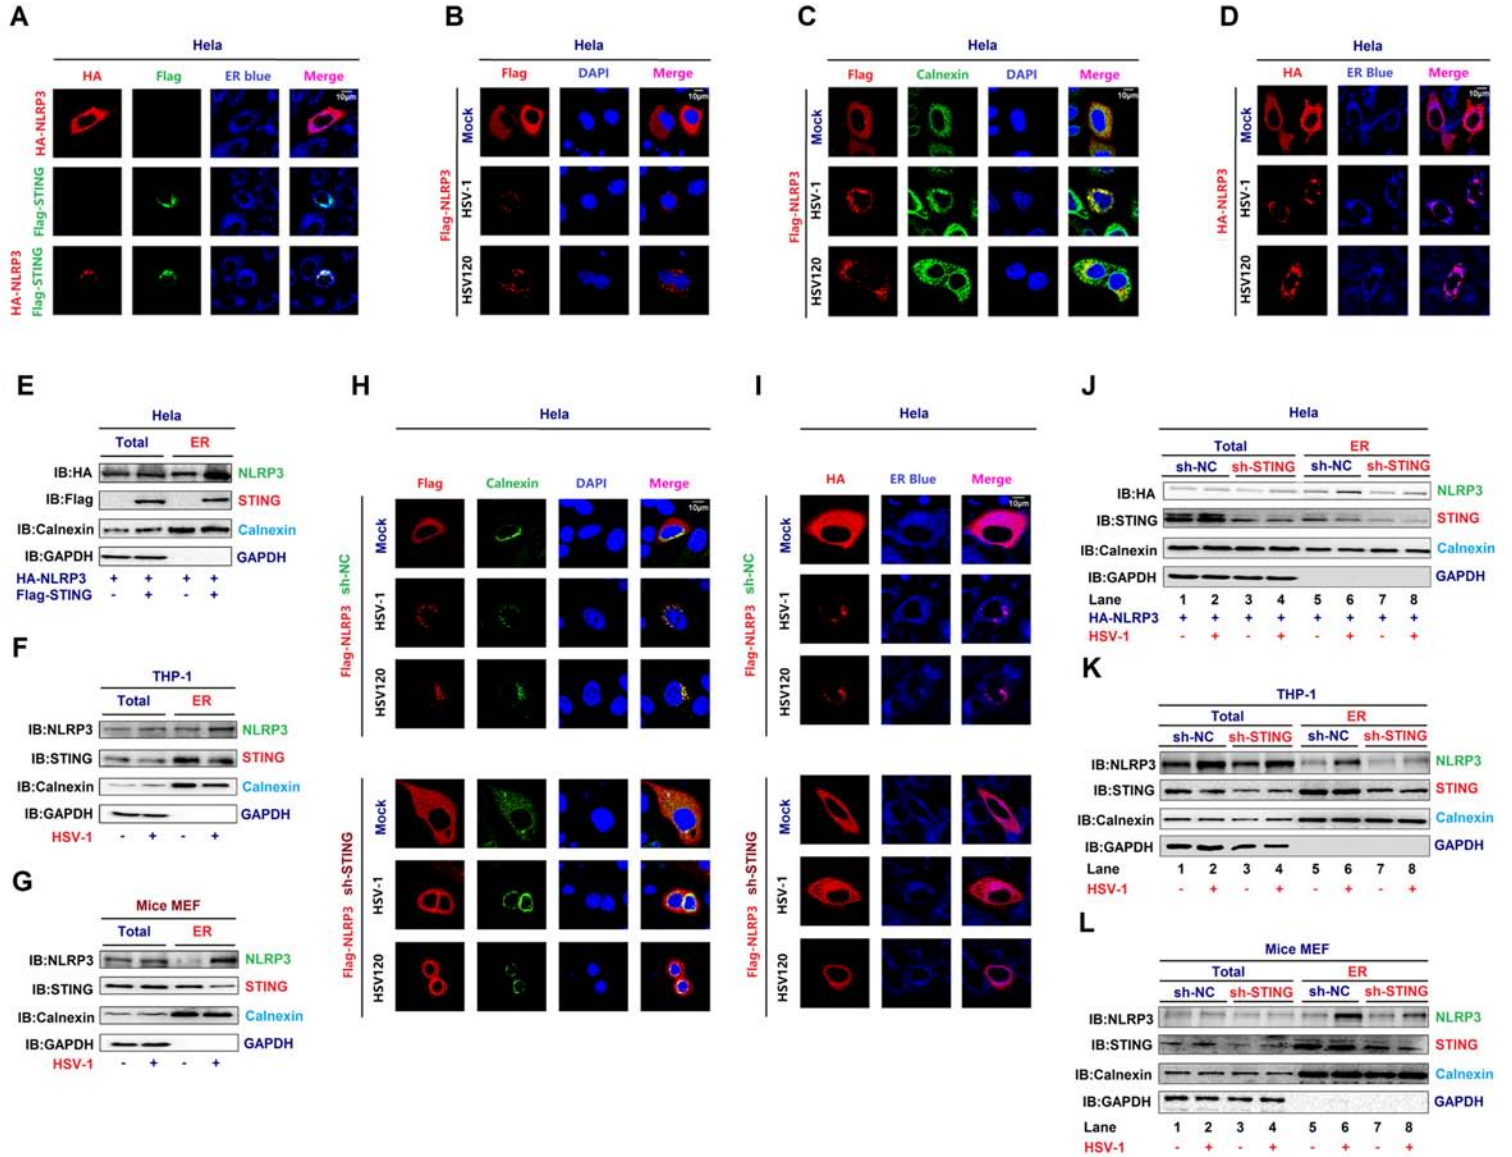 A
Hela
HA Flag ER blue Merge
10μm
HA-NLRP3
Flag-STING
HA-NLRP3
Flag-STING
B
Hela
Flag DAPI Merge
10μm
Flag-NLRP3
Mock
HSV-1
HSV120
C
Hela
Flag Calnexin DAPI Merge
10μm
Flag-NLRP3
Mock
HSV-1
HSV120
D
Hela
HA ER Blue Merge
10μm
HA-NLRP3
Mock
HSV-1
HSV120
E
Hela
Total ER
IB:HA NLRP3
IB:Flag STING
IB:Calnexin Calnexin
IB:GAPDH GAPDH
HA-NLRP3 + + + +
Flag-STING - + - +
F
THP-1
Total ER
IB:NLRP3 NLRP3
IB:STING STING
IB:Calnexin Calnexin
IB:GAPDH GAPDH
HSV-1 - + - +
G
Mice MEF
Total ER
IB:NLRP3 NLRP3
IB:STING STING
IB:Calnexin Calnexin
IB:GAPDH GAPDH
HSV-1 - + - +
H
Hela
Flag Calnexin DAPI Merge
10μm
Flag-NLRP3 sh-NC
Mock
HSV-1
HSV120
Flag-NLRP3 sh-STING
Mock
HSV-1
HSV120
I
Hela
HA ER Blue Merge
10μm
Flag-NLRP3 sh-NC
Mock
HSV-1
HSV120
Flag-NLRP3 sh-STING
Mock
HSV-1
HSV120
J
Hela
Total ER
sh-NC sh-STING sh-NC sh-STING
IB:HA NLRP3
IB:STING STING
IB:Calnexin Calnexin
IB:GAPDH GAPDH
Lane 1 2 3 4 5 6 7 8
HA-NLRP3 + + + + + + + +
HSV-1 - + - + - + - +
K
THP-1
Total ER
sh-NC sh-STING sh-NC sh-STING
IB:NLRP3 NLRP3
IB:STING STING
IB:Calnexin Calnexin
IB:GAPDH GAPDH
Lane 1 2 3 4 5 6 7 8
HSV-1 - + - + - + - +
L
Mice MEF
Total ER
sh-NC sh-STING sh-NC sh-STING
IB:NLRP3 NLRP3
IB:STING STING
IB:Calnexin Calnexin
IB:GAPDH GAPDH
Lane 1 2 3 4 5 6 7 8
HSV-1 - + - + - + - +